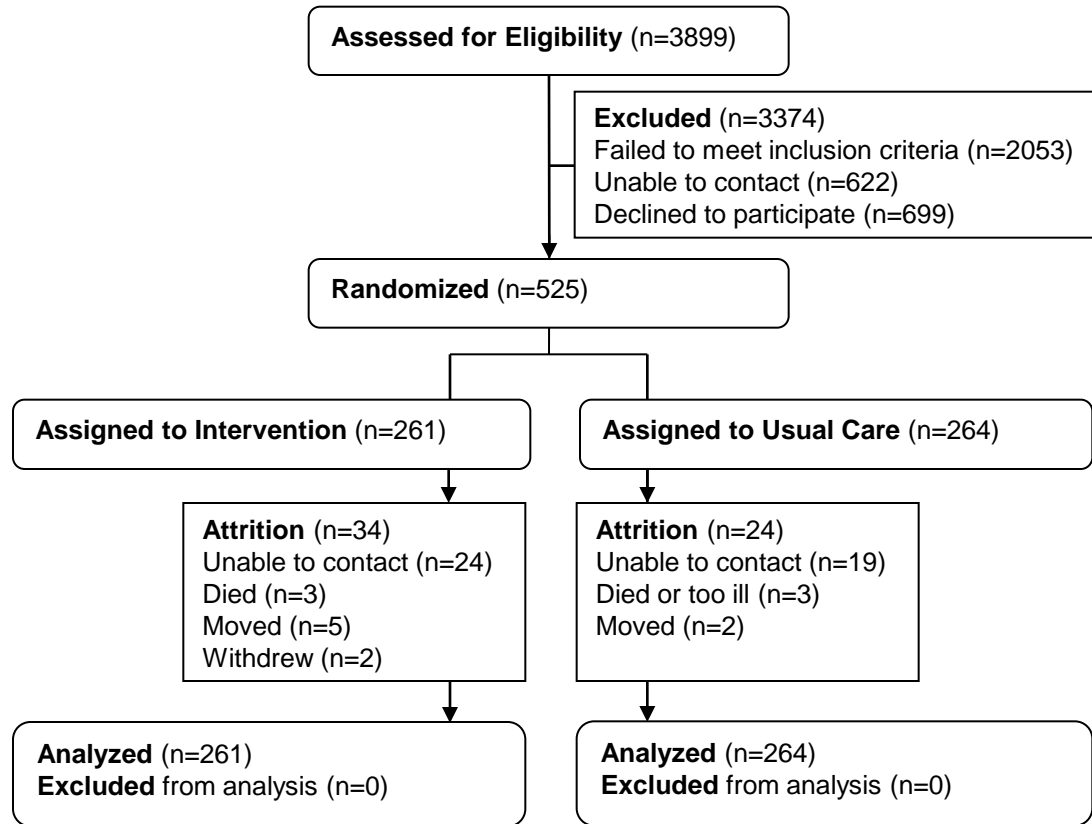 Assessed for Eligibility (n=3899)
Excluded (n=3374)
Failed to meet inclusion criteria (n=2053)
Unable to contact (n=622)
Declined to participate (n=699)
Randomized (n=525)
Assigned to Intervention (n=261)
Assigned to Usual Care (n=264)
Attrition (n=34)
Unable to contact (n=24)
Died (n=3)
Moved (n=5)
Withdrew (n=2)
Attrition (n=24)
Unable to contact (n=19)
Died or too ill (n=3)
Moved (n=2)
Analyzed (n=261)
Excluded from analysis (n=0)
Analyzed (n=264)
Excluded from analysis (n=0)